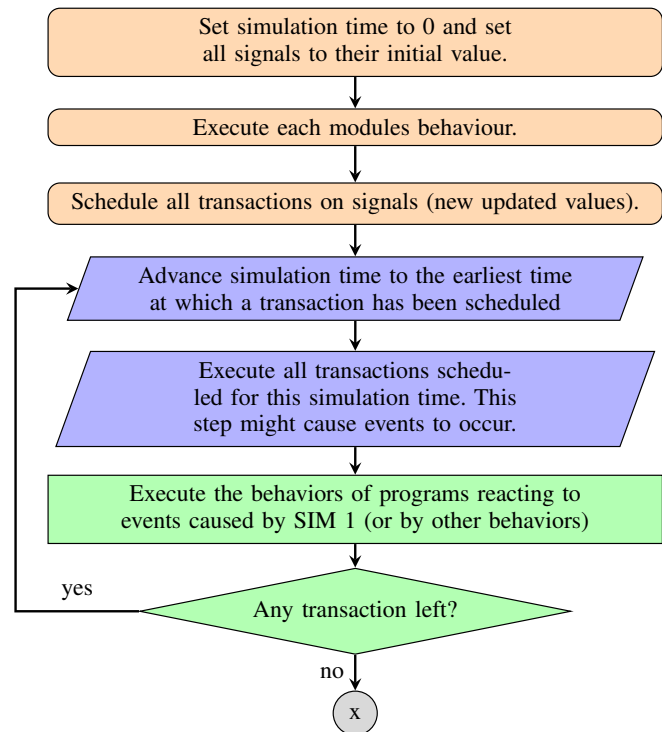 Set simulation time to 0 and set
all signals to their initial value.
Execute each modules behaviour.
Schedule all transactions on signals (new updated values).
Advance simulation time to the earliest time
at which a transaction has been scheduled
Execute all transactions schedu-
led for this simulation time. This
step might cause events to occur.
Execute the behaviors of programs reacting to
events caused by SIM 1 (or by other behaviors)
yes
Any transaction left?
no
x